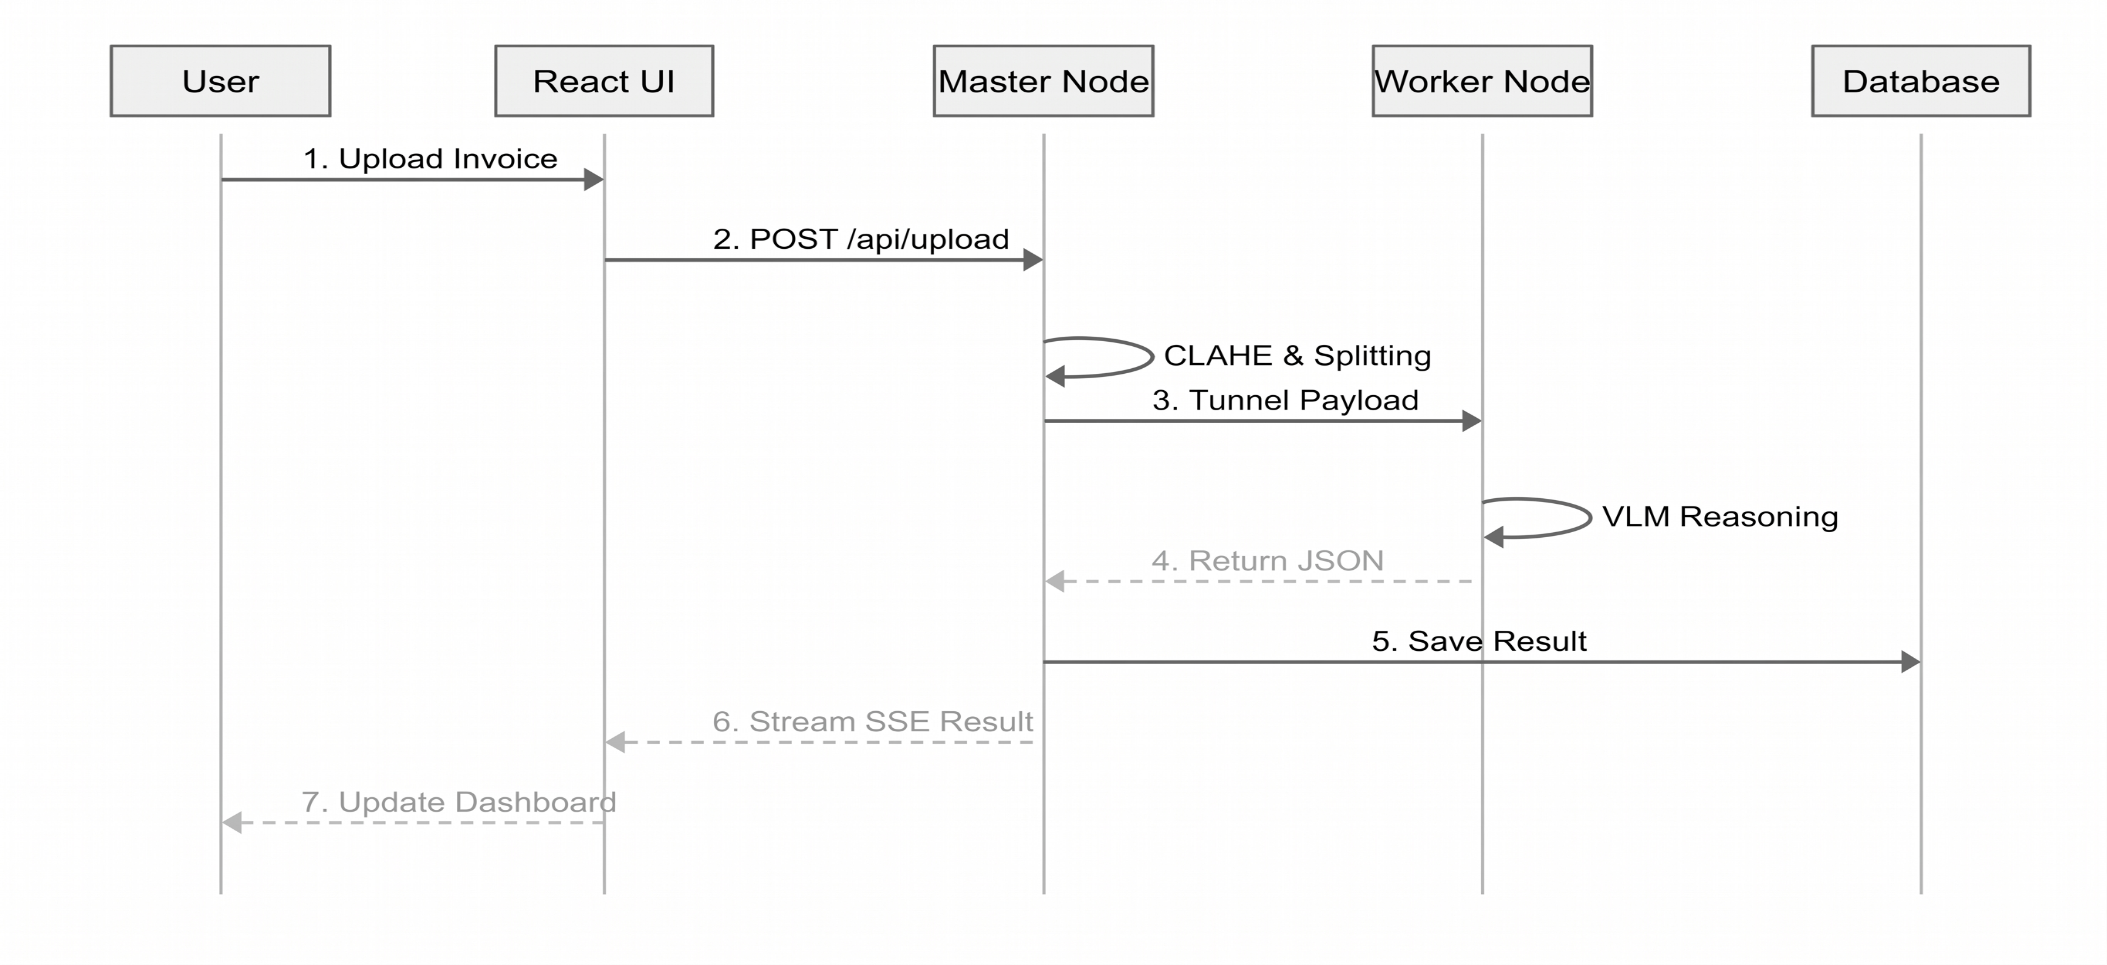 User
React UI
Master Node
Worker Node
Database
1. Upload Invoice
2. POST /api/upload
CLAHE & Splitting
3. Tunnel Payload
VLM Reasoning
4. Return JSON
5. Save Result
6. Stream SSE Result
7. Update Dashboard